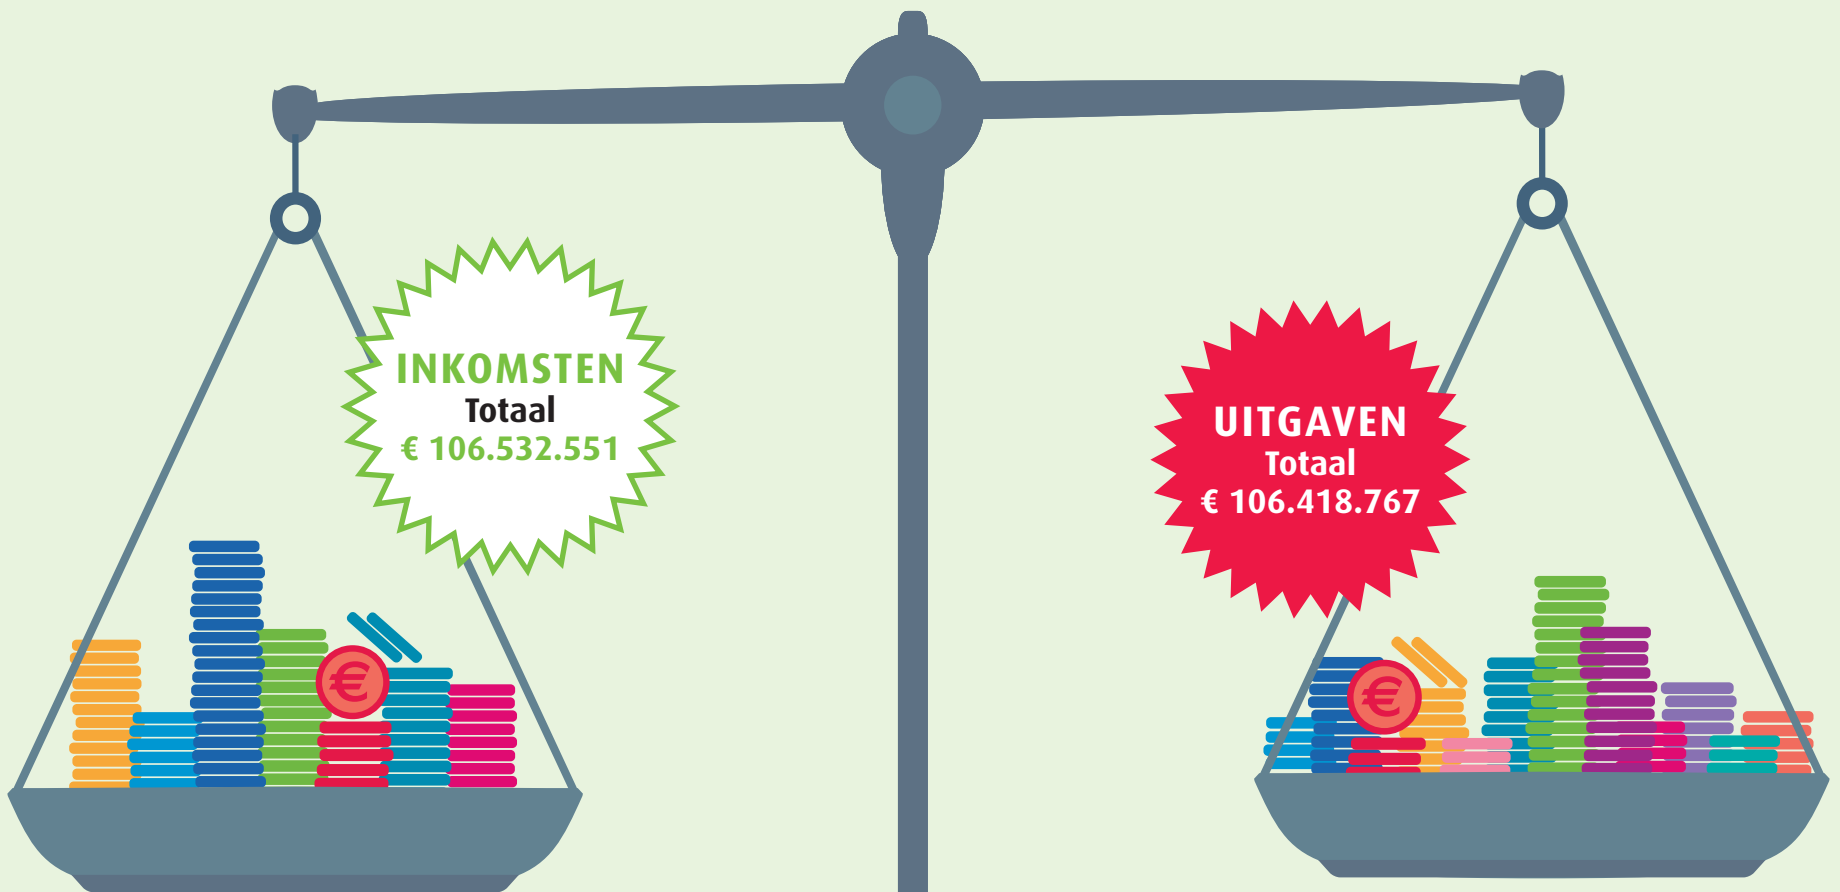 INKOMSTEN
Totaal
€ 106.532.551
UITGAVEN
Totaal
€ 106.418.767
€
€